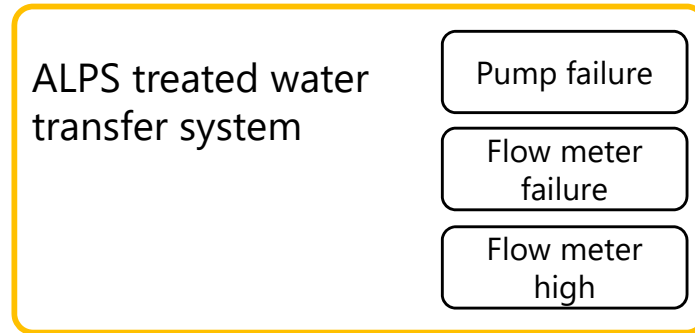 ALPS treated water
transfer system
Pump failure
Flow meter
failure
Flow meter
high